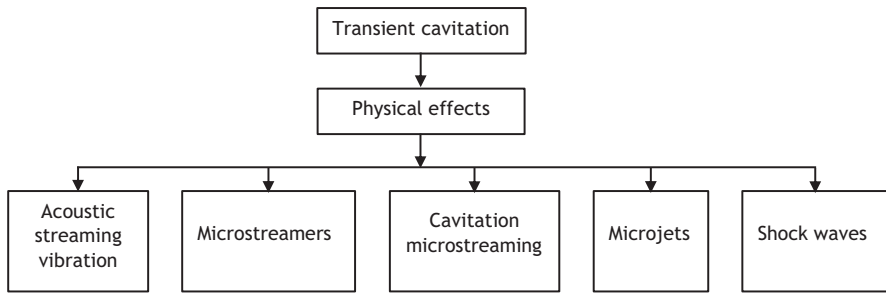 Transient cavitation
Physical effects
Acoustic
streaming
vibration
Microstreamers
Cavitation
microstreaming
Microjets
Shock waves